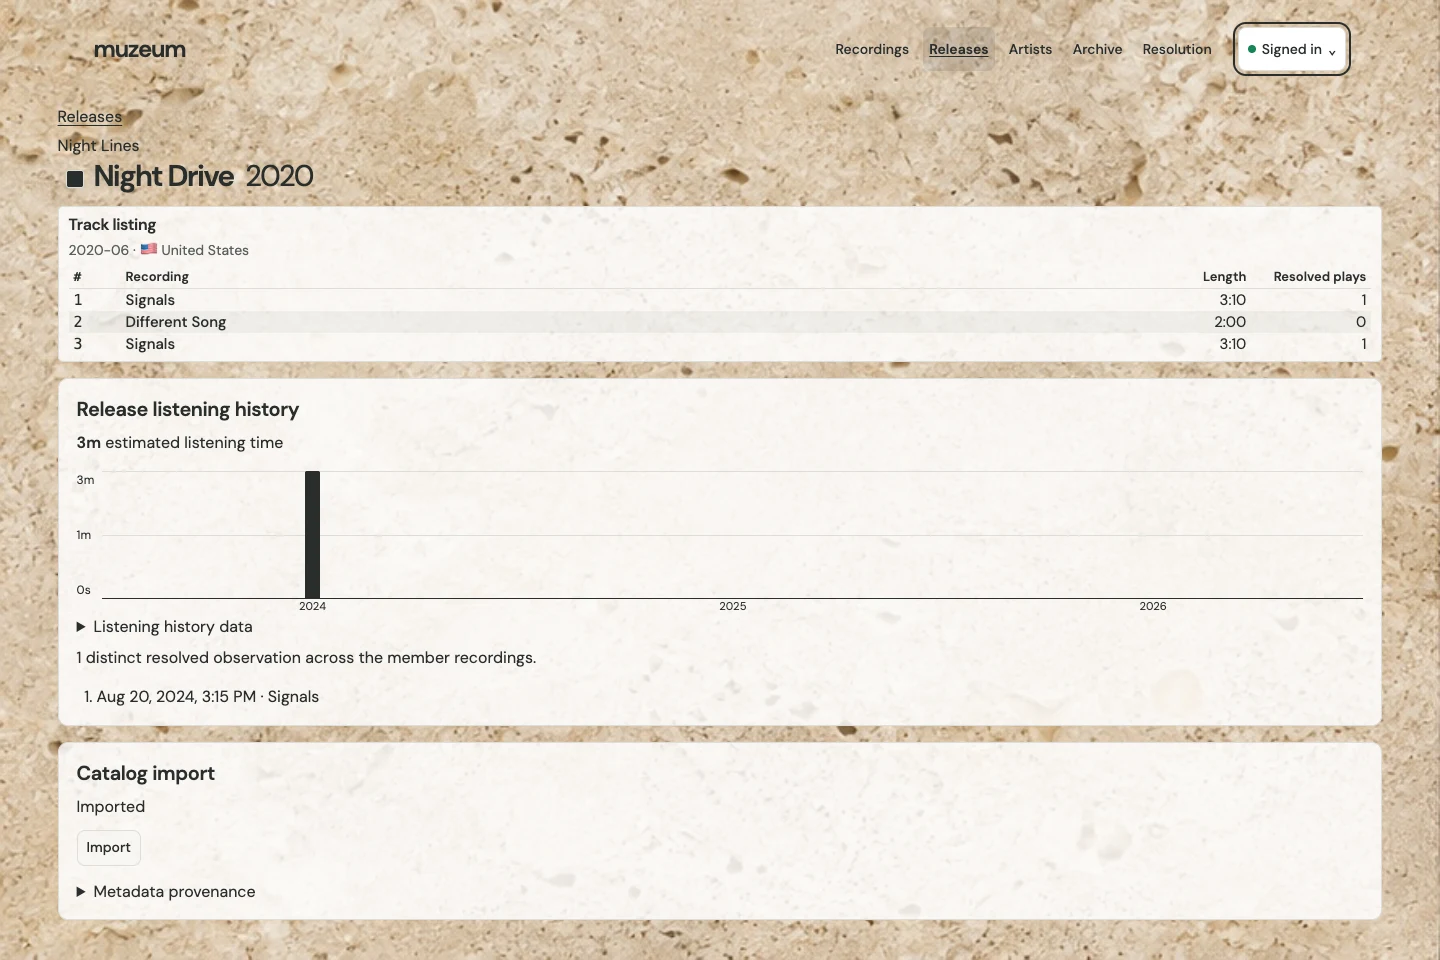 muzeum
Recordings Releases Artists Archive Resolution Signed in
Releases
Night Lines
Night Drive 2020
Track listing
2020-06 · 🇺🇸 United States
# Recording Length Resolved plays
1 Signals 3:10 1
2 Different Song 2:00 0
3 Signals 3:10 1
Release listening history
3m estimated listening time
3m
1m
0s
2024 2025 2026
Listening history data
1 distinct resolved observation across the member recordings.
1. Aug 20, 2024, 3:15 PM · Signals
Catalog import
Imported
Import
Metadata provenance